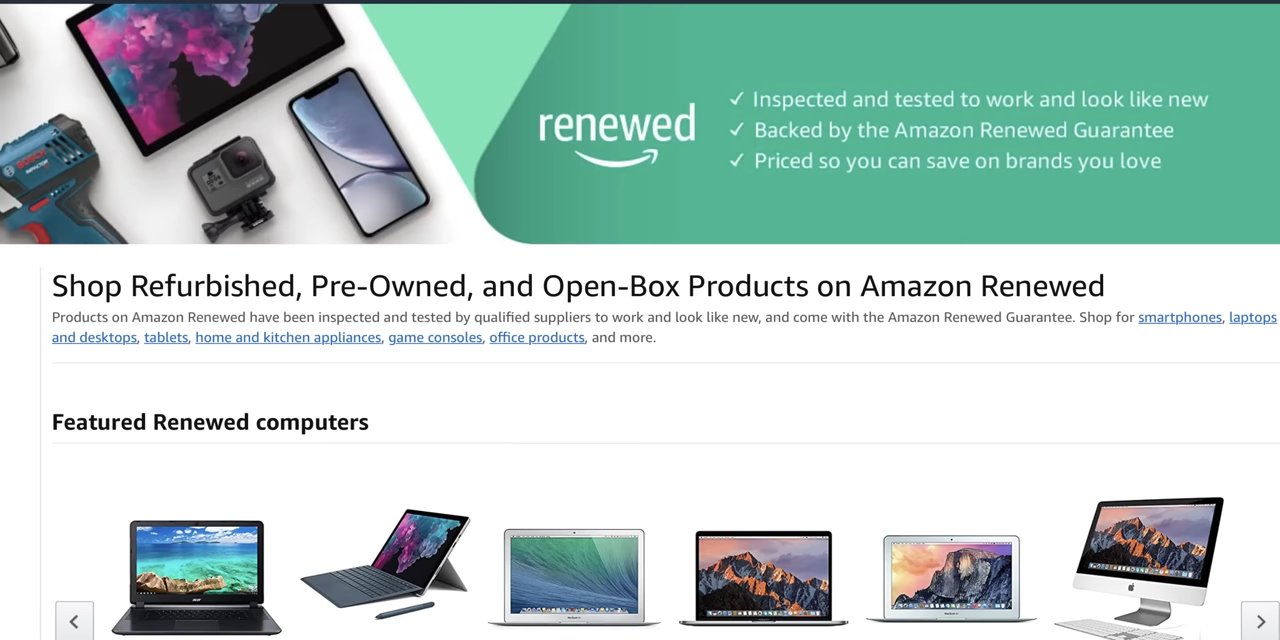 BOSCH
renewed
✓ Inspected and tested to work and look like new
✓ Backed by the Amazon Renewed Guarantee
✓ Priced so you can save on brands you love
Shop Refurbished, Pre-Owned, and Open-Box Products on Amazon Renewed
Products on Amazon Renewed have been inspected and tested by qualified suppliers to work and look like new, and come with the Amazon Renewed Guarantee. Shop for smartphones, laptops
and desktops, tablets, home and kitchen appliances, game consoles, office products, and more.
Featured Renewed computers
acer